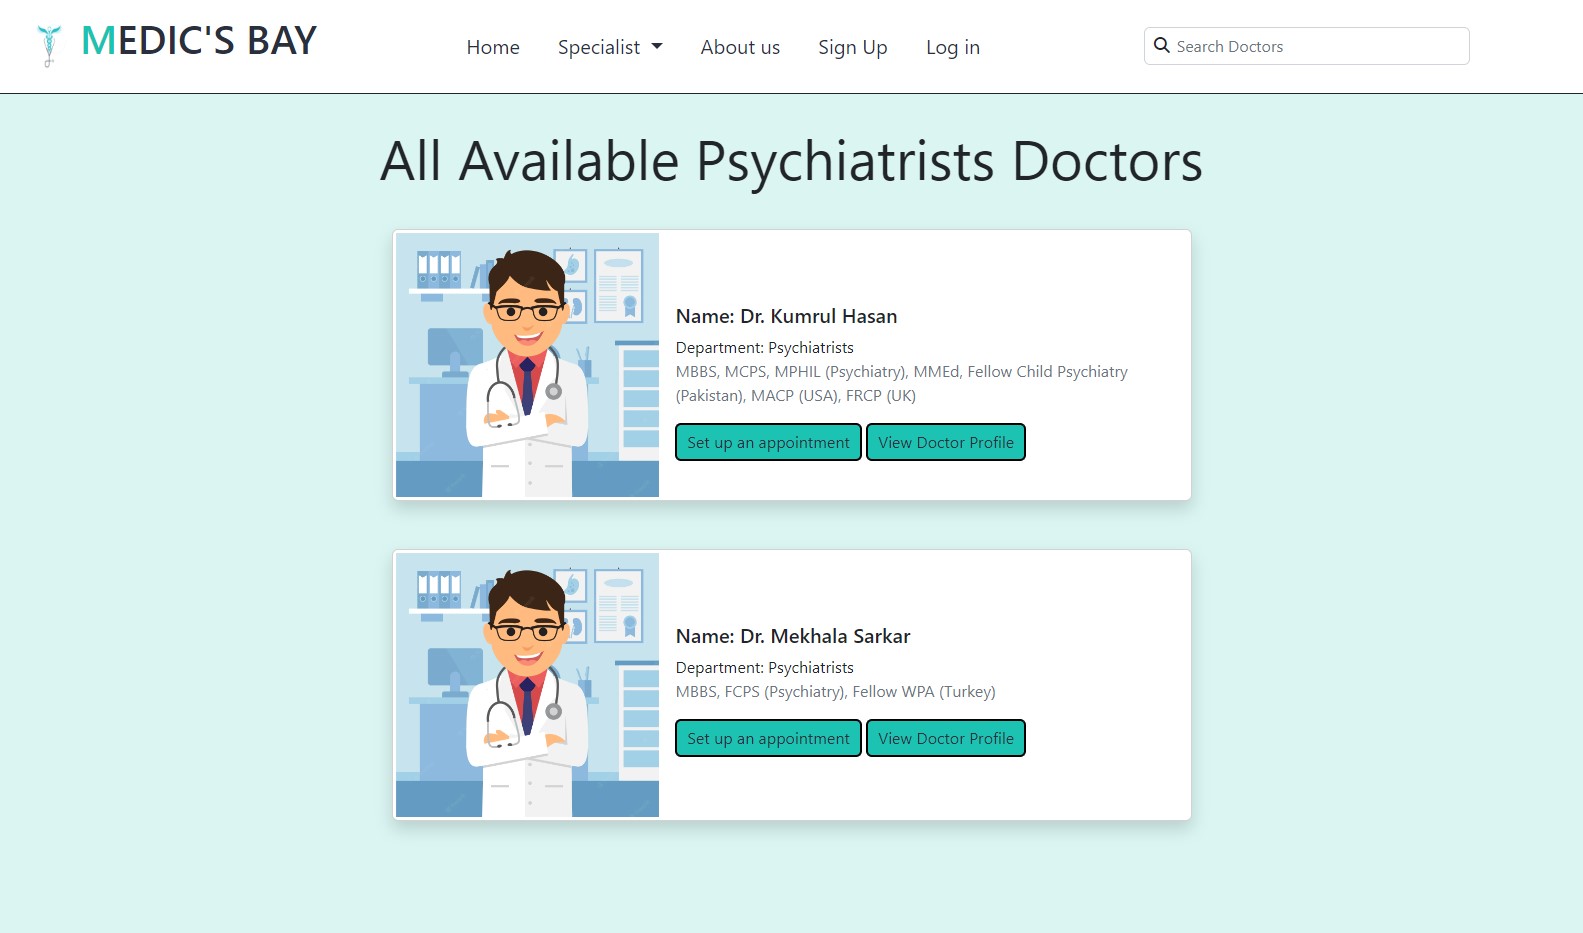 MEDIC'S BAY
Home Specialist About us Sign Up Log in
Search Doctors
All Available Psychiatrists Doctors
Name: Dr. Kumrul Hasan
Department: Psychiatrists
MBBS, MCPS, MPHIL (Psychiatry), MMEd, Fellow Child Psychiatry
(Pakistan), MACP (USA), FRCP (UK)
Set up an appointment View Doctor Profile
Name: Dr. Mekhala Sarkar
Department: Psychiatrists
MBBS, FCPS (Psychiatry), Fellow WPA (Turkey)
Set up an appointment View Doctor Profile